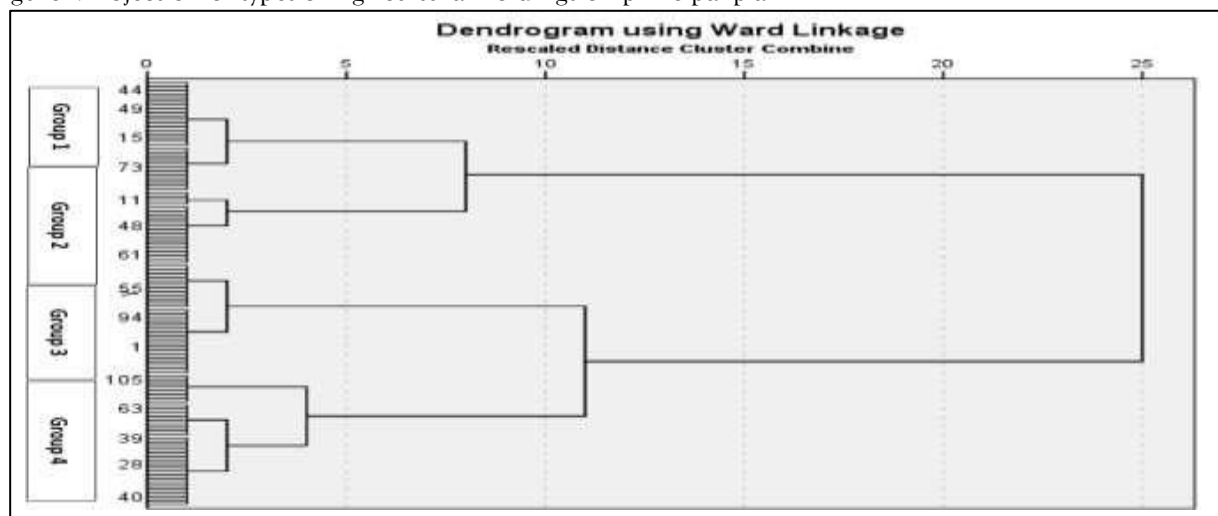 Dendrogram using Ward Linkage
Rescaled Distance Cluster Combine
0 5 10 15 20 25
Group 1
Group 2
Group 3
Group 4
44
49
15
73
11
48
61
55
94
1
105
63
39
28
40